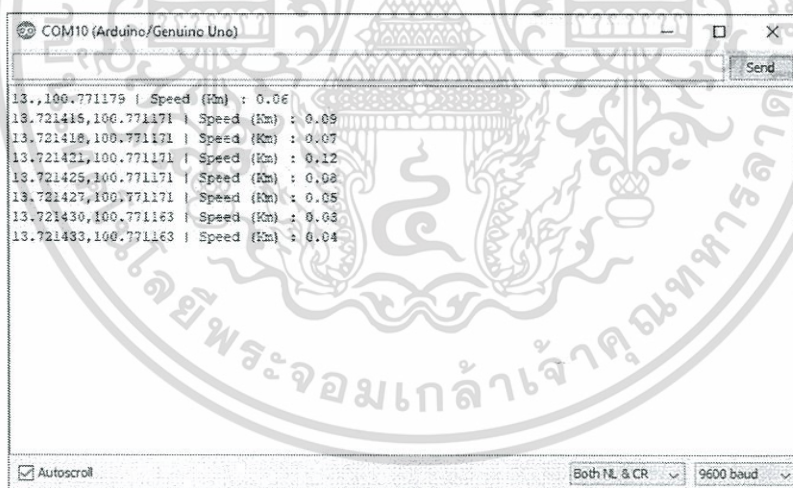 COM10 (Arduino/Genuino Uno)
Send
13.,100.771179 | Speed (Km) : 0.06
13.721415,100.771171 | Speed (Km) : 0.09
13.721418,100.771171 | Speed (Km) : 0.07
13.721421,100.771171 | Speed (Km) : 0.12
13.721425,100.771171 | Speed (Km) : 0.08
13.721427,100.771171 | Speed (Km) : 0.05
13.721430,100.771163 | Speed (Km) : 0.03
13.721433,100.771163 | Speed (Km) : 0.04
Autoscroll
Both NL & CR
9600 baud